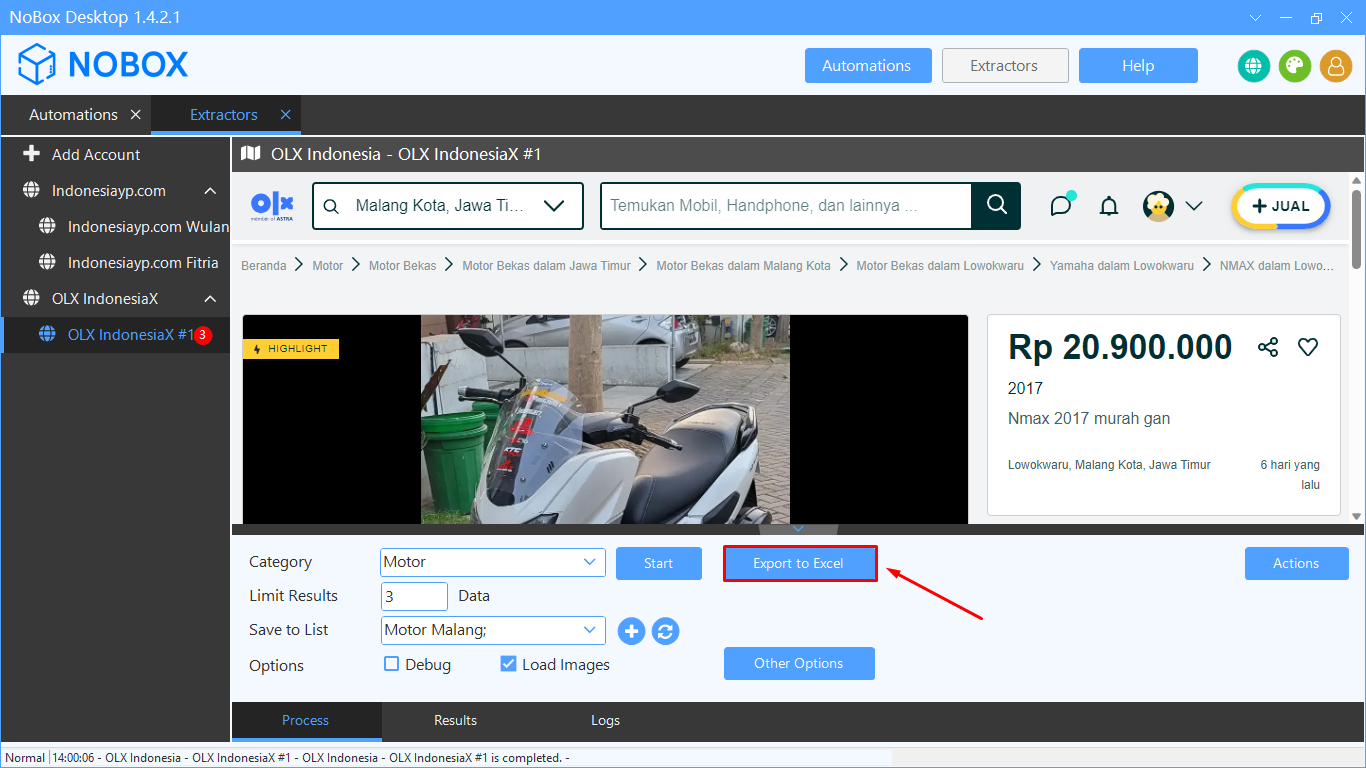 NoBox Desktop 1.4.2.1
NOBOX
Automations
Extractors
Help
Automations
Extractors
Add Account
Indonesiayp.com
Indonesiayp.com Wulan
Indonesiayp.com Fitria
OLX IndonesiaX
OLX IndonesiaX #1
3
OLX Indonesia - OLX IndonesiaX #1
olx
member of ASTRA
Malang Kota, Jawa Ti...
Temukan Mobil, Handphone, dan lainnya ...
JUAL
Beranda
Motor
Motor Bekas
Motor Bekas dalam Jawa Timur
Motor Bekas dalam Malang Kota
Motor Bekas dalam Lowokwaru
Yamaha dalam Lowokwaru
NMAX dalam Lowo...
HIGHLIGHT
KTC
Rp 20.900.000
2017
Nmax 2017 murah gan
Lowokwaru, Malang Kota, Jawa Timur
6 hari yang
lalu
Category
Motor
Start
Export to Excel
Actions
Limit Results
3
Data
Save to List
Motor Malang;
Options
Debug
Load Images
Other Options
Process
Results
Logs
Normal
14:00:06 - OLX Indonesia - OLX IndonesiaX #1 - OLX Indonesia - OLX IndonesiaX #1 is completed. -